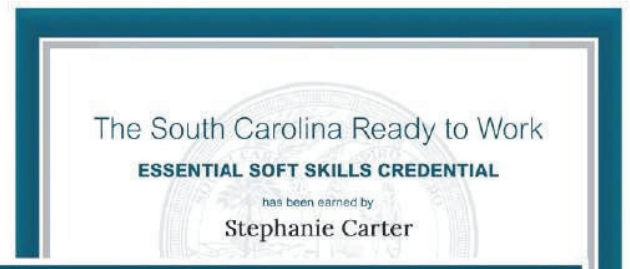 The South Carolina Ready to Work
ESSENTIAL SOFT SKILLS CREDENTIAL
has been earned by
Stephanie Carter